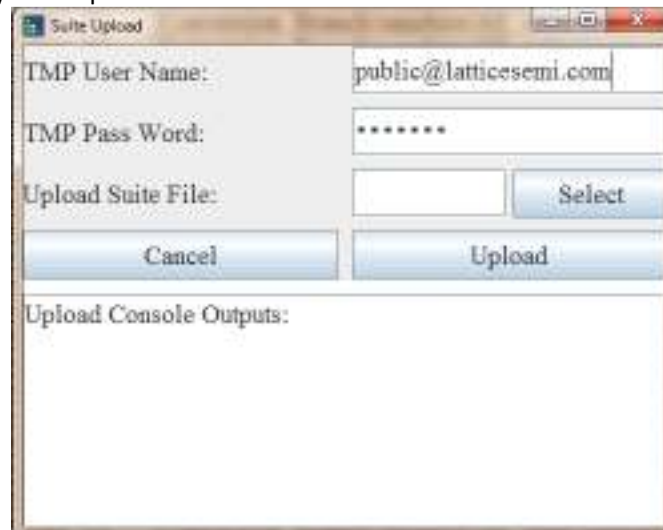 Suite Upload
TMP User Name: public@latticesemi.com
TMP Pass Word: •••••••
Upload Suite File: Select
Cancel Upload
Upload Console Outputs: